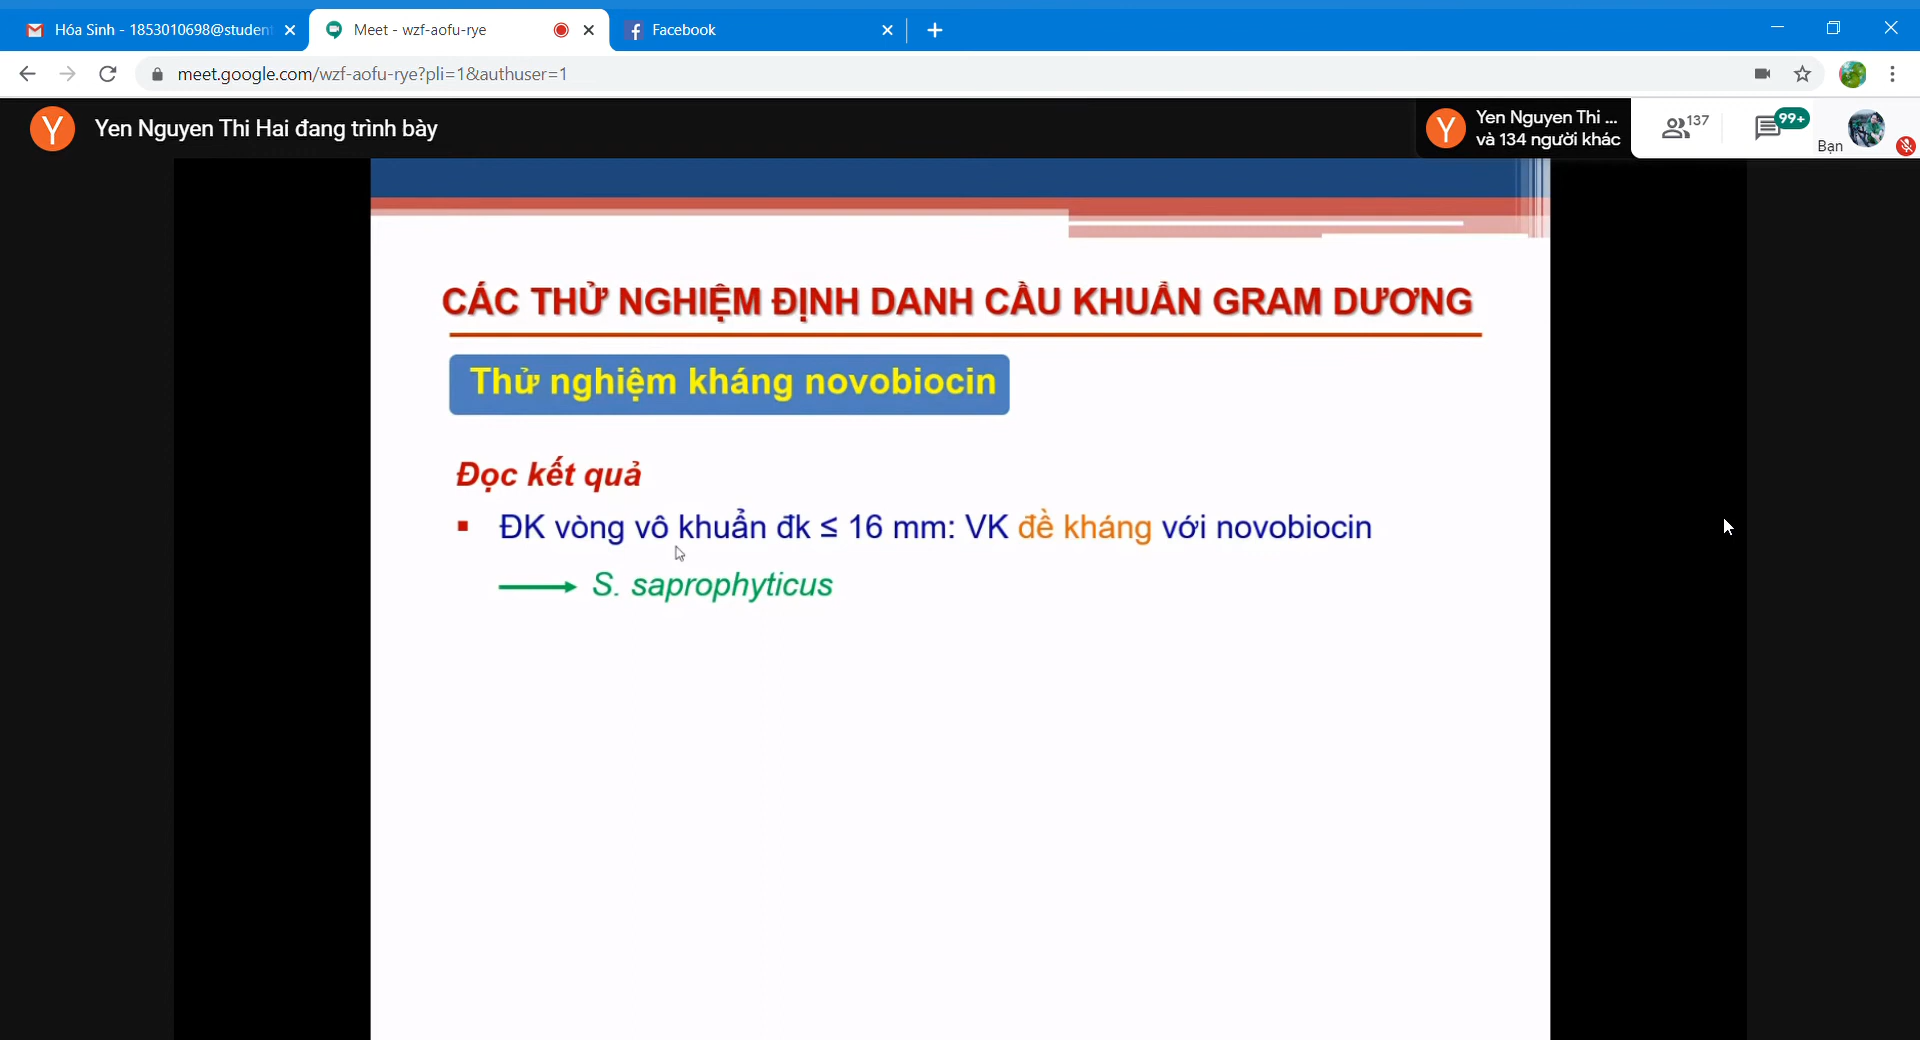 Hóa Sinh - 1853010698@student
Meet - wzf-aofu-rye
Facebook
meet.google.com/wzf-aofu-rye?pli=1&authuser=1
Y
Yen Nguyen Thi Hai đang trình bày
Y
Yen Nguyen Thi ...
và 134 người khác
137
99+
Bạn
CÁC THỬ NGHIỆM ĐỊNH DANH CẦU KHUẨN GRAM DƯƠNG
Thử nghiệm kháng novobiocin
Đọc kết quả
▪ ĐK vòng vô khuẩn đk ≤ 16 mm: VK đề kháng với novobiocin
S. saprophyticus